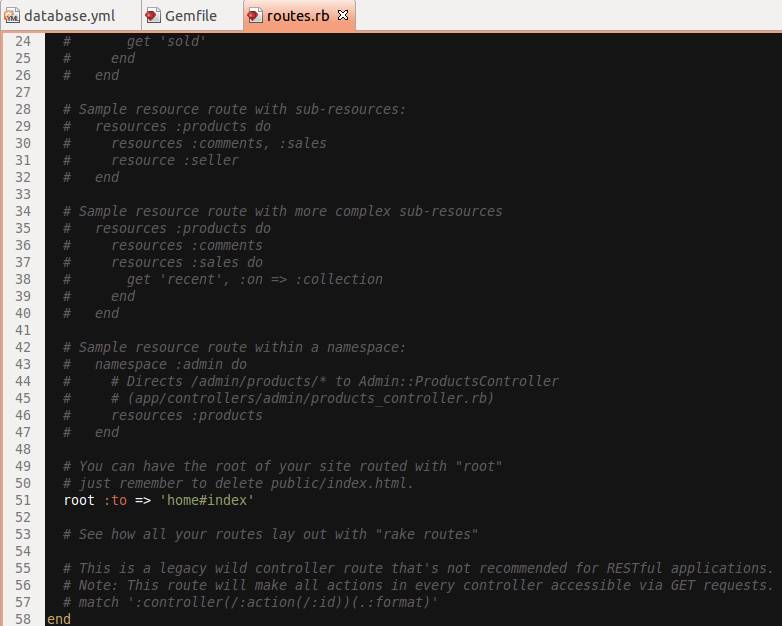 database.yml Gemfile routes.rb
24 # get 'sold'
25 # end
26 # end
27
28 # Sample resource route with sub-resources:
29 # resources :products do
30 # resources :comments, :sales
31 # resource :seller
32 # end
33
34 # Sample resource route with more complex sub-resources
35 # resources :products do
36 # resources :comments
37 # resources :sales do
38 # get 'recent', :on => :collection
39 # end
40 # end
41
42 # Sample resource route within a namespace:
43 # namespace :admin do
44 # # Directs /admin/products/* to Admin::ProductsController
45 # # (app/controllers/admin/products_controller.rb)
46 # resources :products
47 # end
48
49 # You can have the root of your site routed with "root"
50 # just remember to delete public/index.html.
51 root :to => 'home#index'
52
53 # See how all your routes lay out with "rake routes"
54
55 # This is a legacy wild controller route that's not recommended for RESTful applications.
56 # Note: This route will make all actions in every controller accessible via GET requests.
57 # match ':controller(/:action(/:id))(.:format)'
58 end